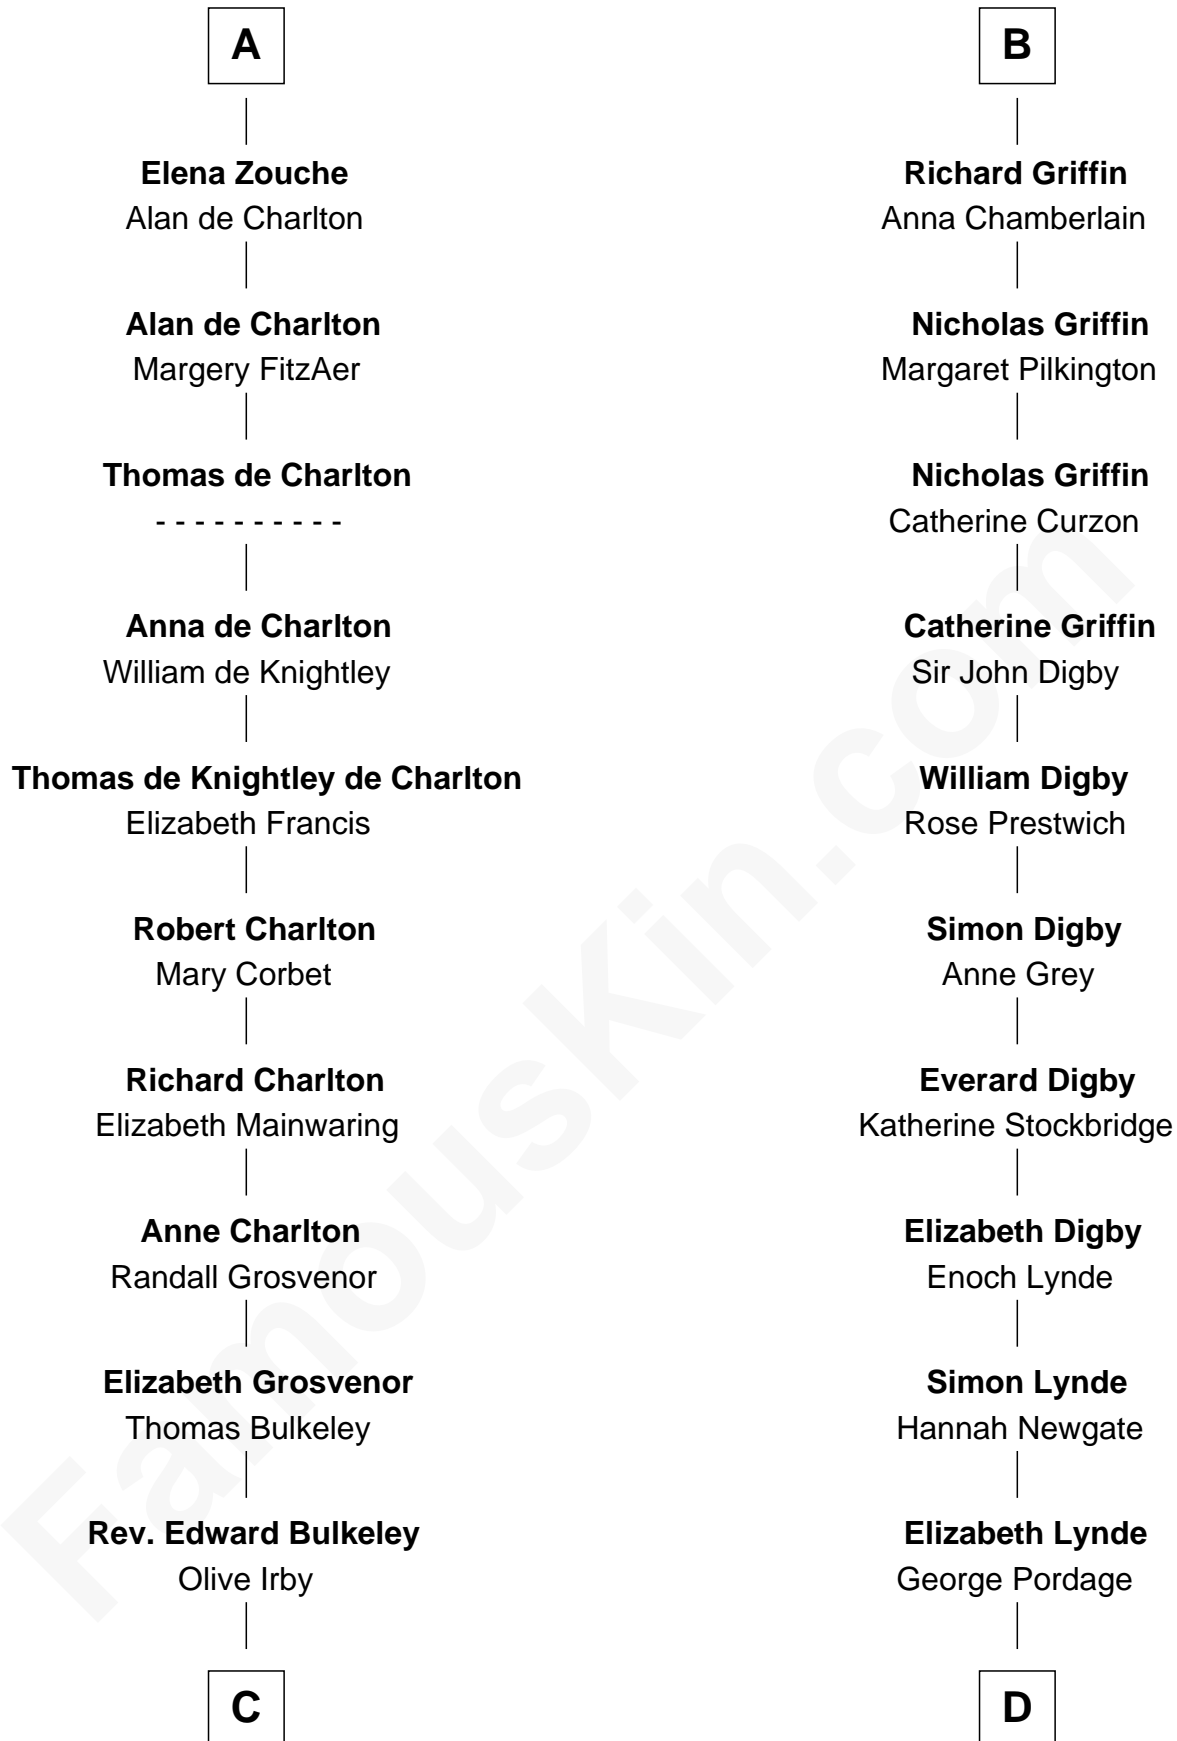 A
Elena Zouche
Alan de Charlton
Alan de Charlton
Margery FitzAer
Thomas de Charlton
- - - - - - - - - -
Anna de Charlton
William de Knightley
Thomas de Knightley de Charlton
Elizabeth Francis
Robert Charlton
Mary Corbet
Richard Charlton
Elizabeth Mainwaring
Anne Charlton
Randall Grosvenor
Elizabeth Grosvenor
Thomas Bulkeley
Rev. Edward Bulkeley
Olive Irby
C
B
Richard Griffin
Anna Chamberlain
Nicholas Griffin
Margaret Pilkington
Nicholas Griffin
Catherine Curzon
Catherine Griffin
Sir John Digby
William Digby
Rose Prestwich
Simon Digby
Anne Grey
Everard Digby
Katherine Stockbridge
Elizabeth Digby
Enoch Lynde
Simon Lynde
Hannah Newgate
Elizabeth Lynde
George Pordage
D
FamousKin.com